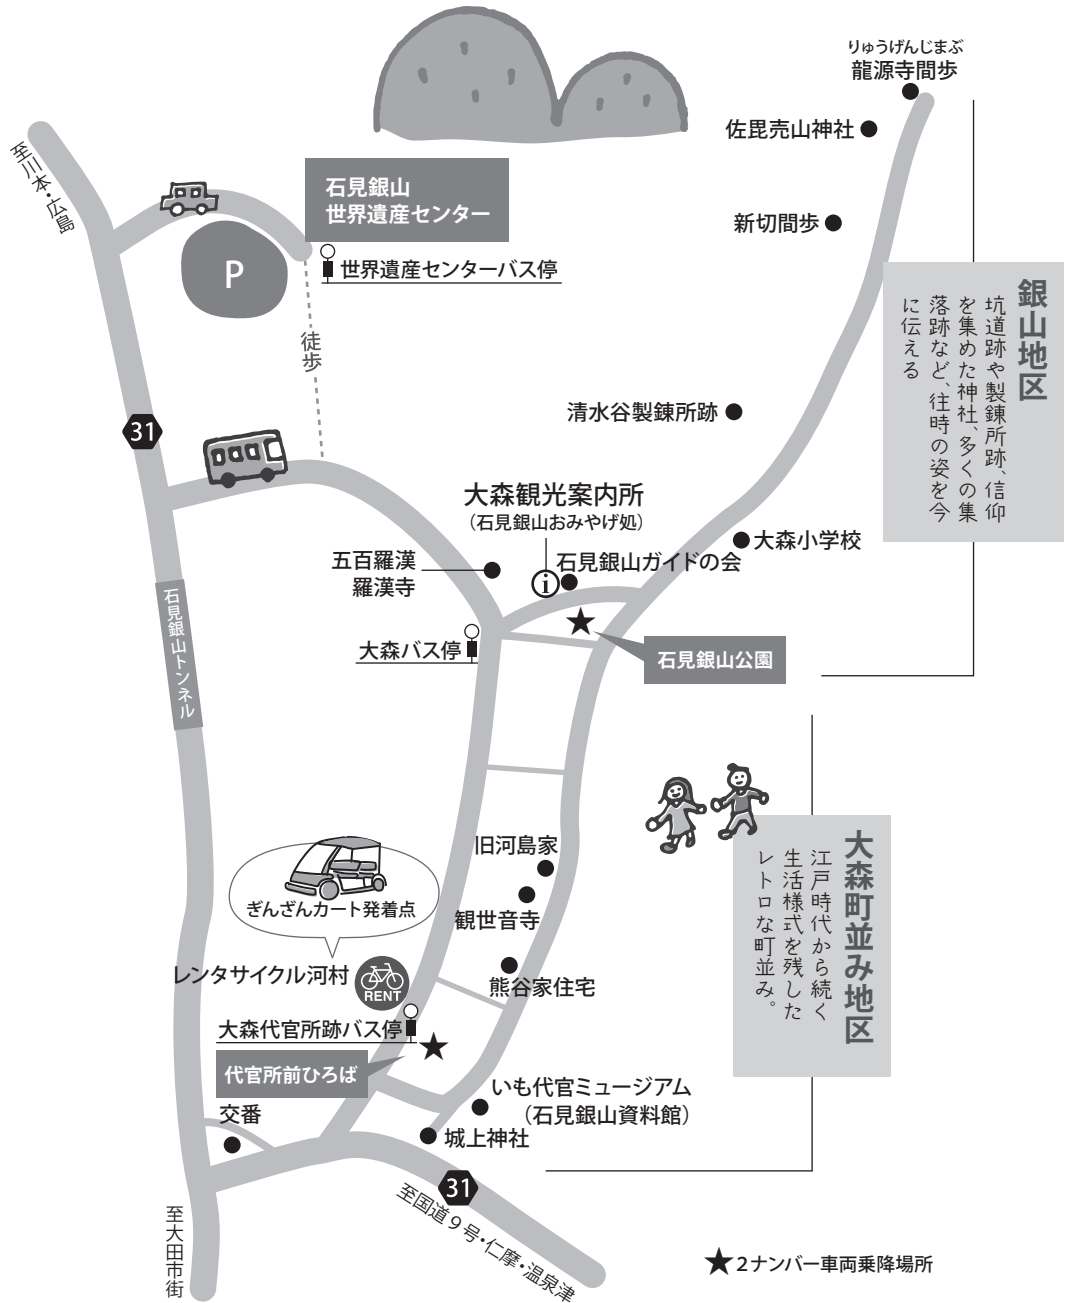 りゅうげんじまぶ
龍源寺間歩
佐毘売山神社
新切間歩
至川本・広島
石見銀山
世界遺産センター
P
世界遺産センターバス停
徒歩
31
銀山地区
坑道跡や製錬所跡、信仰
を集めた神社、多くの集
落跡など、往時の姿を今
に伝える
清水谷製錬所跡
大森観光案内所
（石見銀山おみやげ処）
大森小学校
五百羅漢
羅漢寺
石見銀山ガイドの会
i
石見銀山トンネル
大森バス停
石見銀山公園
旧河島家
観世音寺
熊谷家住宅
ぎんざんカート発着点
レンタサイクル河村
RENT
大森代官所跡バス停
代官所前ひろば
大森町並み地区
江戸時代から続く
生活様式を残した
レトロな町並み。
交番
いも代官ミュージアム
（石見銀山資料館）
城上神社
31
至国道9号・仁摩・温泉津
至大田市街
★2ナンバー車両乗降場所